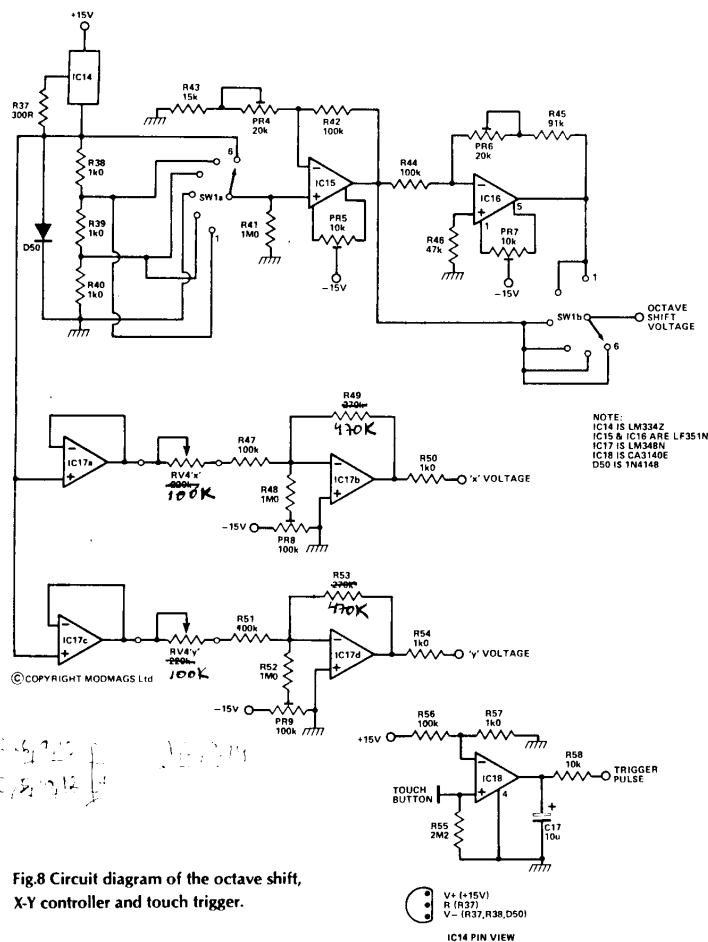 +15V
IC14
R37
300R
R38
1k0
R39
1k0
R40
1k0
D50
6
SW1a
1
R43
15k
PR4
20k
R42
100k
R41
1M0
IC15
PR5
10k
-15V
R44
100k
PR6
20k
R45
91k
IC16
R46
47k
1
5
PR7
10k
-15V
1
SW1b
6
OCTAVE
SHIFT
VOLTAGE
NOTE:
IC14 IS LM334Z
IC15 & IC16 ARE LF351N
IC17 IS LM348N
IC18 IS CA3140E
D50 IS 1N4148
IC17a
RV4'x'
220k
100K
R47
100k
R49
270k
470K
R48
1M0
-15V
PR8
100k
IC17b
R50
1k0
'x' VOLTAGE
IC17c
RV4'y'
220k
100K
R51
100k
R53
270k
470K
R52
1M0
-15V
PR9
100k
IC17d
R54
1k0
'y' VOLTAGE
© COPYRIGHT MODMAGS Ltd
+15V
R56
100k
R57
1k0
IC18
4
TOUCH
BUTTON
R55
2M2
+
C17
10u
R58
10k
TRIGGER
PULSE
Fig.8 Circuit diagram of the octave shift,
X-Y controller and touch trigger.
V+ (+15V)
R (R37)
V- (R37,R38,D50)
IC14 PIN VIEW